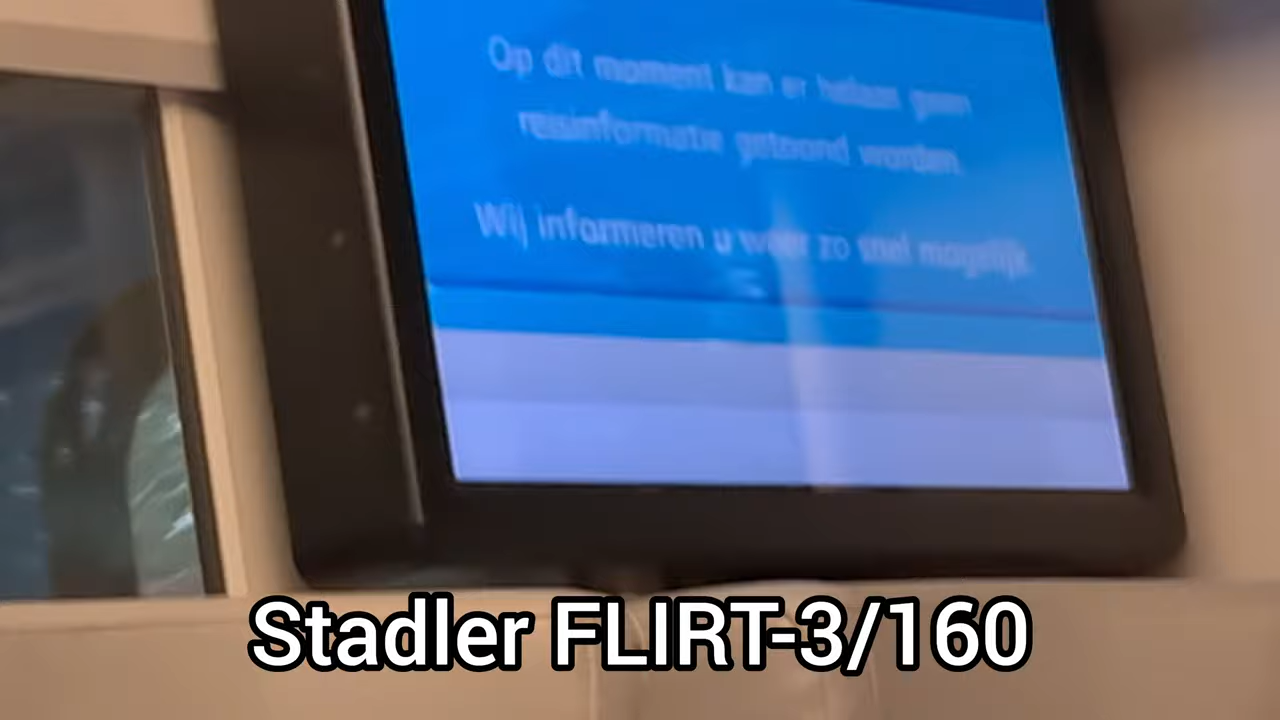 Op dit moment kan er helaas geen
reisinformatie getoond worden.
Wij informeren u weer zo snel mogelijk.
Stadler FLIRT-3/160